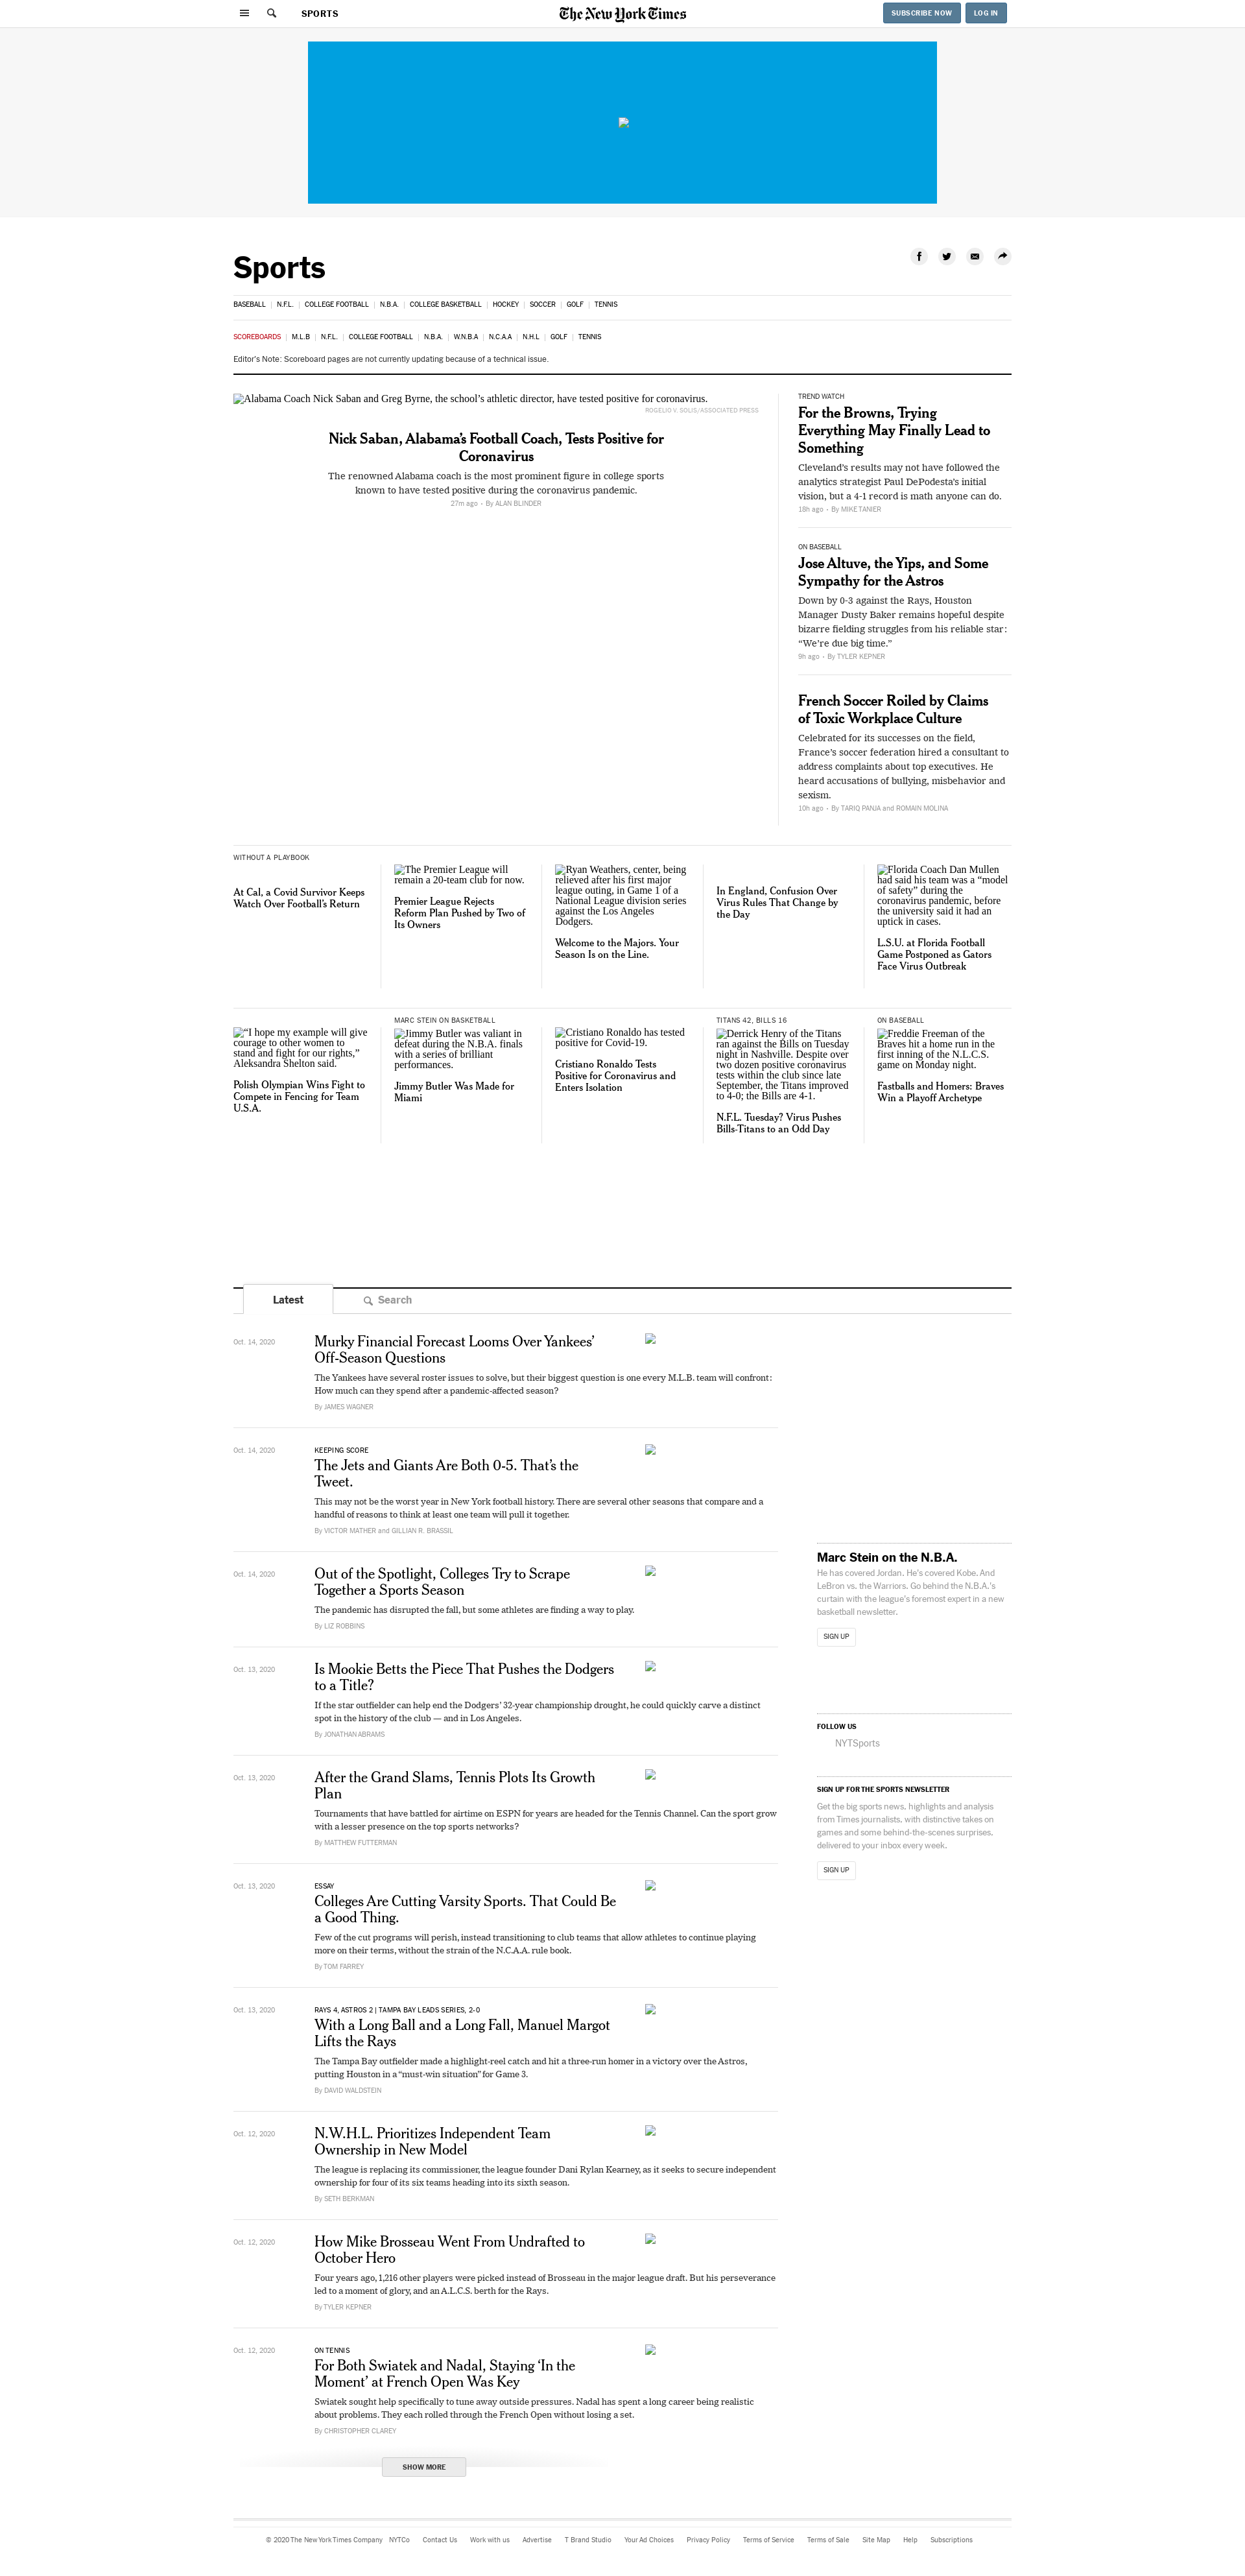 SPORTS
The New York Times
SUBSCRIBE NOW
LOG IN
Sports
BASEBALL | N.F.L. | COLLEGE FOOTBALL | N.B.A. | COLLEGE BASKETBALL | HOCKEY | SOCCER | GOLF | TENNIS
SCOREBOARDS | M.L.B | N.F.L. | COLLEGE FOOTBALL | N.B.A. | W.N.B.A | N.C.A.A | N.H.L | GOLF | TENNIS
Editor's Note: Scoreboard pages are not currently updating because of a technical issue.
Alabama Coach Nick Saban and Greg Byrne, the school’s athletic director, have tested positive for coronavirus.
ROGELIO V. SOLIS/ASSOCIATED PRESS
Nick Saban, Alabama’s Football Coach, Tests Positive for
Coronavirus
The renowned Alabama coach is the most prominent figure in college sports
known to have tested positive during the coronavirus pandemic.
27m ago • By ALAN BLINDER
TREND WATCH
For the Browns, Trying
Everything May Finally Lead to
Something
Cleveland’s results may not have followed the
analytics strategist Paul DePodesta’s initial
vision, but a 4-1 record is math anyone can do.
18h ago • By MIKE TANIER
ON BASEBALL
Jose Altuve, the Yips, and Some
Sympathy for the Astros
Down by 0-3 against the Rays, Houston
Manager Dusty Baker remains hopeful despite
bizarre fielding struggles from his reliable star:
“We’re due big time.”
9h ago • By TYLER KEPNER
French Soccer Roiled by Claims
of Toxic Workplace Culture
Celebrated for its successes on the field,
France’s soccer federation hired a consultant to
address complaints about top executives. He
heard accusations of bullying, misbehavior and
sexism.
10h ago • By TARIQ PANJA and ROMAIN MOLINA
WITHOUT A PLAYBOOK
At Cal, a Covid Survivor Keeps
Watch Over Football’s Return
The Premier League will
remain a 20-team club for now.
Premier League Rejects
Reform Plan Pushed by Two of
Its Owners
Ryan Weathers, center, being
relieved after his first major
league outing, in Game 1 of a
National League division series
against the Los Angeles
Dodgers.
Welcome to the Majors. Your
Season Is on the Line.
In England, Confusion Over
Virus Rules That Change by
the Day
Florida Coach Dan Mullen
had said his team was a “model
of safety” during the
coronavirus pandemic, before
the university said it had an
uptick in cases.
L.S.U. at Florida Football
Game Postponed as Gators
Face Virus Outbreak
“I hope my example will give
courage to other women to
stand and fight for our rights,”
Aleksandra Shelton said.
Polish Olympian Wins Fight to
Compete in Fencing for Team
U.S.A.
MARC STEIN ON BASKETBALL
Jimmy Butler was valiant in
defeat during the N.B.A. finals
with a series of brilliant
performances.
Jimmy Butler Was Made for
Miami
Cristiano Ronaldo has tested
positive for Covid-19.
Cristiano Ronaldo Tests
Positive for Coronavirus and
Enters Isolation
TITANS 42, BILLS 16
Derrick Henry of the Titans
ran against the Bills on Tuesday
night in Nashville. Despite over
two dozen positive coronavirus
tests within the club since late
September, the Titans improved
to 4-0; the Bills are 4-1.
N.F.L. Tuesday? Virus Pushes
Bills-Titans to an Odd Day
ON BASEBALL
Freddie Freeman of the
Braves hit a home run in the
first inning of the N.L.C.S.
game on Monday night.
Fastballs and Homers: Braves
Win a Playoff Archetype
Latest
Search
Oct. 14, 2020
Murky Financial Forecast Looms Over Yankees’
Off-Season Questions
The Yankees have several roster issues to solve, but their biggest question is one every M.L.B. team will confront:
How much can they spend after a pandemic-affected season?
By JAMES WAGNER
Oct. 14, 2020
KEEPING SCORE
The Jets and Giants Are Both 0-5. That’s the
Tweet.
This may not be the worst year in New York football history. There are several other seasons that compare and a
handful of reasons to think at least one team will pull it together.
By VICTOR MATHER and GILLIAN R. BRASSIL
Oct. 14, 2020
Out of the Spotlight, Colleges Try to Scrape
Together a Sports Season
The pandemic has disrupted the fall, but some athletes are finding a way to play.
By LIZ ROBBINS
Oct. 13, 2020
Is Mookie Betts the Piece That Pushes the Dodgers
to a Title?
If the star outfielder can help end the Dodgers’ 32-year championship drought, he could quickly carve a distinct
spot in the history of the club — and in Los Angeles.
By JONATHAN ABRAMS
Oct. 13, 2020
After the Grand Slams, Tennis Plots Its Growth
Plan
Tournaments that have battled for airtime on ESPN for years are headed for the Tennis Channel. Can the sport grow
with a lesser presence on the top sports networks?
By MATTHEW FUTTERMAN
Oct. 13, 2020
ESSAY
Colleges Are Cutting Varsity Sports. That Could Be
a Good Thing.
Few of the cut programs will perish, instead transitioning to club teams that allow athletes to continue playing
more on their terms, without the strain of the N.C.A.A. rule book.
By TOM FARREY
Oct. 13, 2020
RAYS 4, ASTROS 2 | TAMPA BAY LEADS SERIES, 2-0
With a Long Ball and a Long Fall, Manuel Margot
Lifts the Rays
The Tampa Bay outfielder made a highlight-reel catch and hit a three-run homer in a victory over the Astros,
putting Houston in a “must-win situation” for Game 3.
By DAVID WALDSTEIN
Oct. 12, 2020
N.W.H.L. Prioritizes Independent Team
Ownership in New Model
The league is replacing its commissioner, the league founder Dani Rylan Kearney, as it seeks to secure independent
ownership for four of its six teams heading into its sixth season.
By SETH BERKMAN
Oct. 12, 2020
How Mike Brosseau Went From Undrafted to
October Hero
Four years ago, 1,216 other players were picked instead of Brosseau in the major league draft. But his perseverance
led to a moment of glory, and an A.L.C.S. berth for the Rays.
By TYLER KEPNER
Oct. 12, 2020
ON TENNIS
For Both Swiatek and Nadal, Staying ‘In the
Moment’ at French Open Was Key
Swiatek sought help specifically to tune away outside pressures. Nadal has spent a long career being realistic
about problems. They each rolled through the French Open without losing a set.
By CHRISTOPHER CLAREY
SHOW MORE
Marc Stein on the N.B.A.
He has covered Jordan. He’s covered Kobe. And
LeBron vs. the Warriors. Go behind the N.B.A.’s
curtain with the league’s foremost expert in a new
basketball newsletter.
SIGN UP
FOLLOW US
NYTSports
SIGN UP FOR THE SPORTS NEWSLETTER
Get the big sports news, highlights and analysis
from Times journalists, with distinctive takes on
games and some behind-the-scenes surprises,
delivered to your inbox every week.
SIGN UP
© 2020 The New York Times Company NYTCo Contact Us Work with us Advertise T Brand Studio Your Ad Choices Privacy Policy Terms of Service Terms of Sale Site Map Help Subscriptions